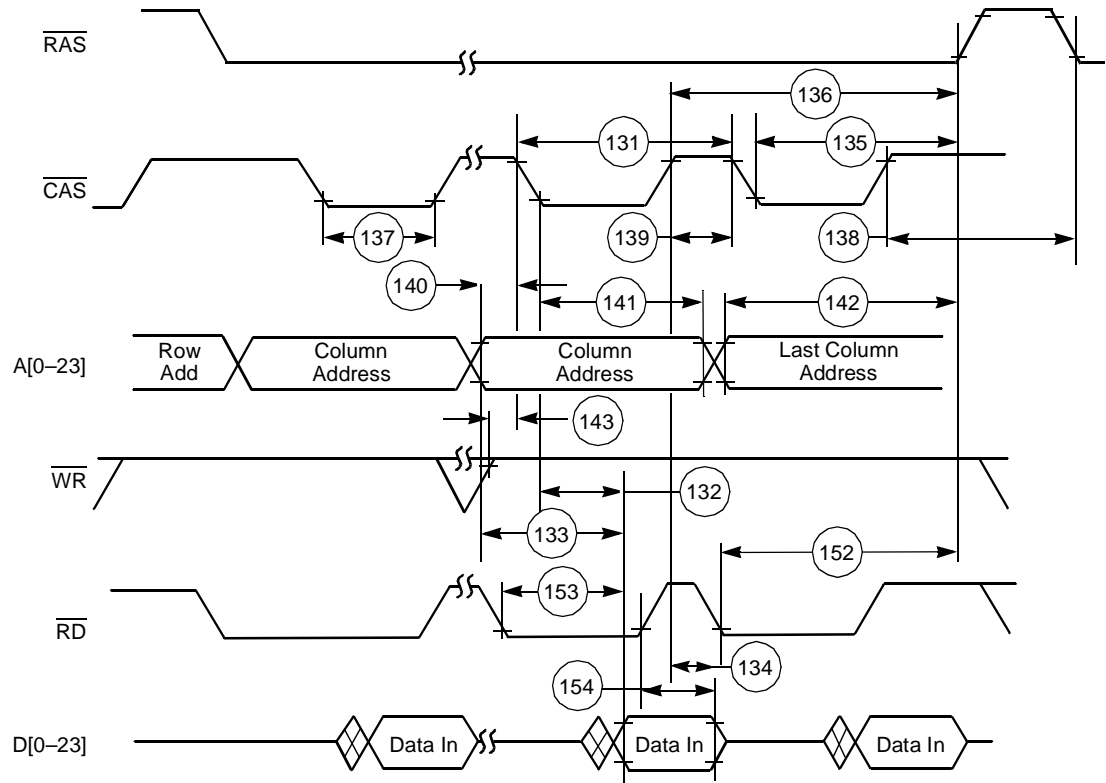 RAS
136
131
135
CAS
137
139
138
140
141
142
Row
Add
Column
Address
Column
Address
Last Column
Address
A[0–23]
143
WR
132
133
152
153
RD
134
154
D[0–23]
Data In
Data In
Data In